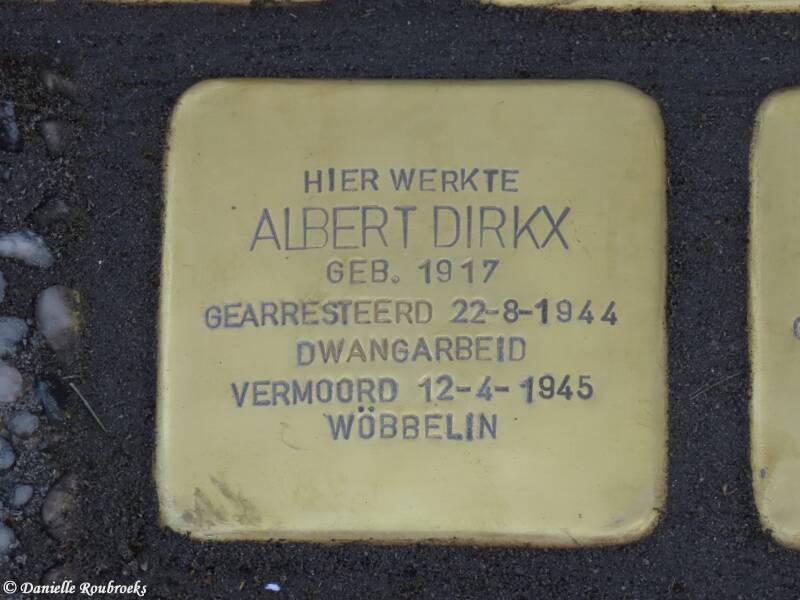 HIER WERKTE
ALBERT DIRKX
GEB. 1917
GEARRESTEERD 22-8-1944
DWANGARBEID
VERMOORD 12-4-1945
WÖBBELIN
© Danielle Roubroeks